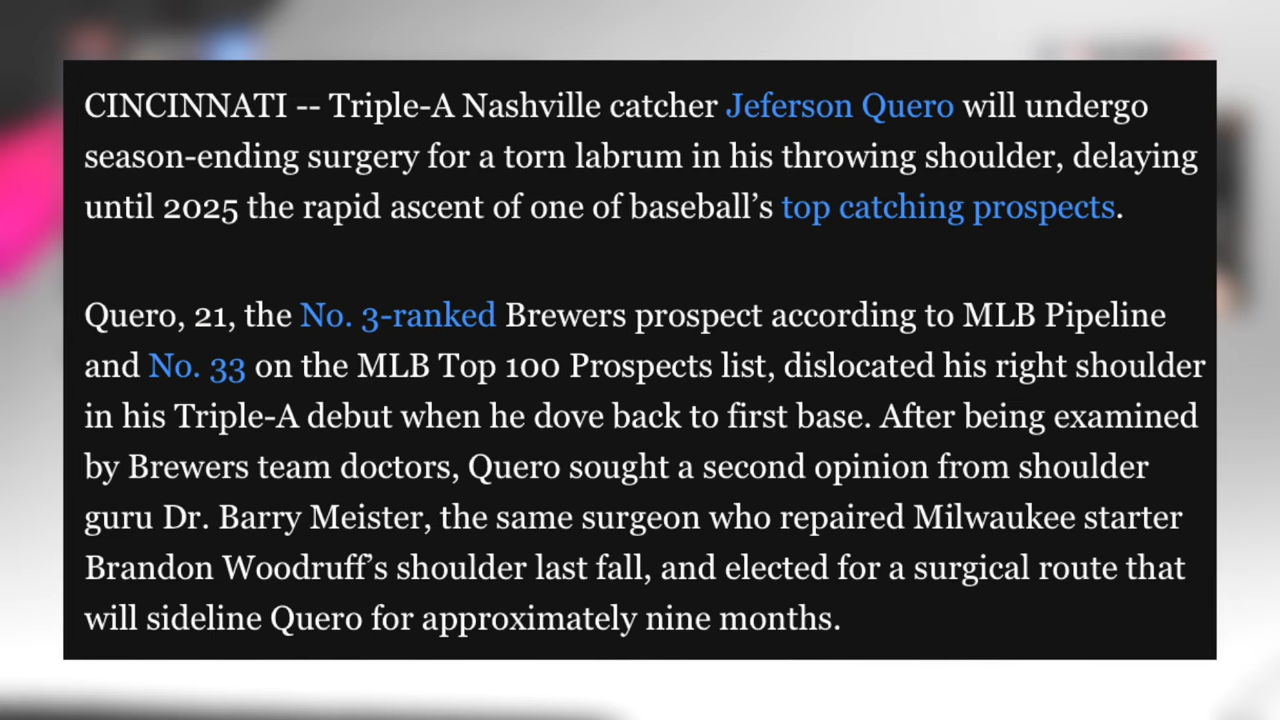 CINCINNATI -- Triple-A Nashville catcher Jeferson Quero will undergo
season-ending surgery for a torn labrum in his throwing shoulder, delaying
until 2025 the rapid ascent of one of baseball’s top catching prospects.
Quero, 21, the No. 3-ranked Brewers prospect according to MLB Pipeline
and No. 33 on the MLB Top 100 Prospects list, dislocated his right shoulder
in his Triple-A debut when he dove back to first base. After being examined
by Brewers team doctors, Quero sought a second opinion from shoulder
guru Dr. Barry Meister, the same surgeon who repaired Milwaukee starter
Brandon Woodruff’s shoulder last fall, and elected for a surgical route that
will sideline Quero for approximately nine months.